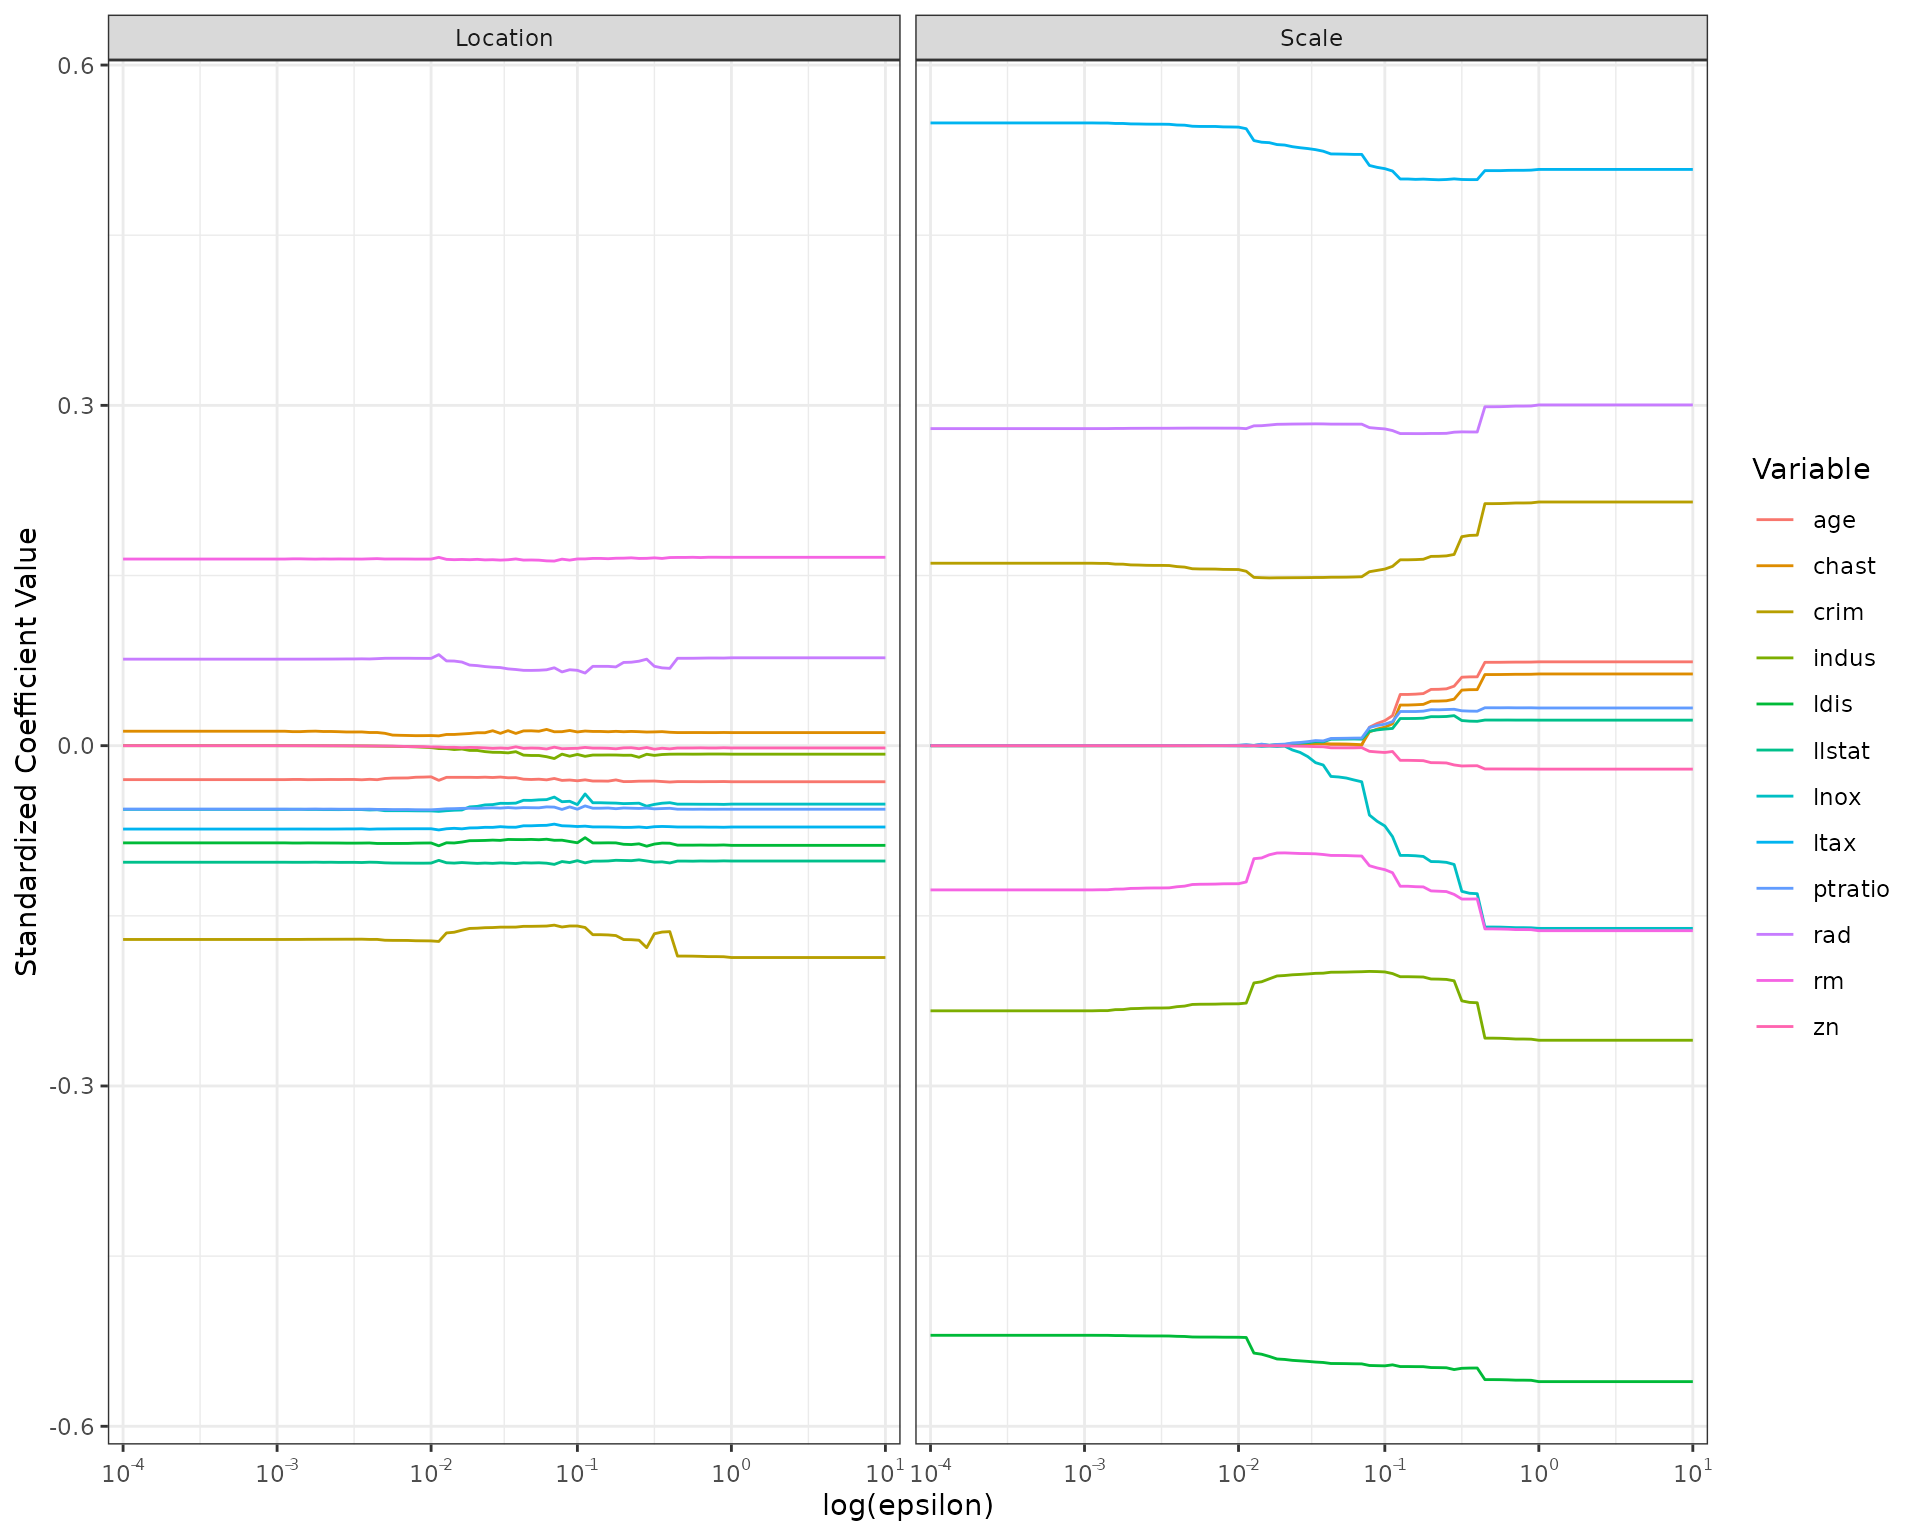 Location
Scale
0.6
0.3
0.0
-0.3
-0.6
Standardized Coefficient Value
10^-4 10^-3 10^-2 10^-1 10^0 10^1
10^-4 10^-3 10^-2 10^-1 10^0 10^1
log(epsilon)
Variable
age
chast
crim
indus
ldis
llstat
lnox
ltax
ptratio
rad
rm
zn